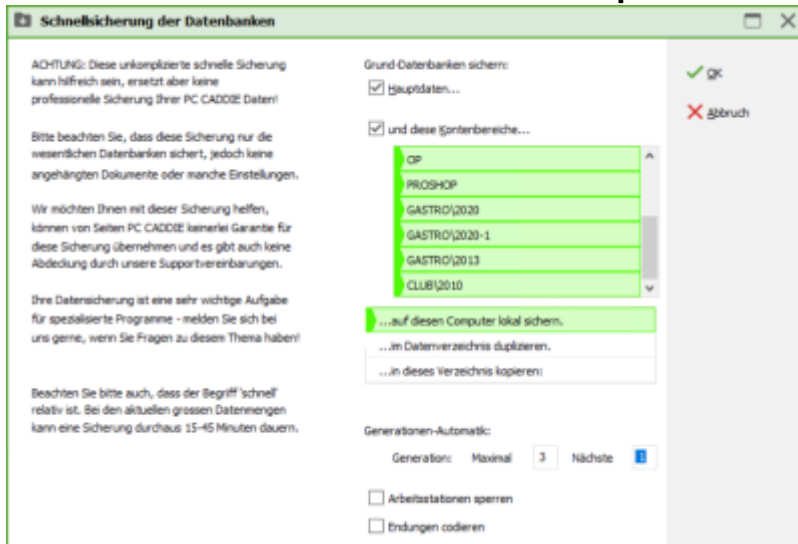 Schnellsicherung der Datenbanken
ACHTUNG: Diese unkomplizierte schnelle Sicherung
kann hilfreich sein, ersetzt aber keine
professionelle Sicherung Ihrer PC CADDIE Daten!
Bitte beachten Sie, dass diese Sicherung nur die
wesentlichen Datenbanken sichert, jedoch keine
angehängten Dokumente oder manche Einstellungen.
Wir möchten Ihnen mit dieser Sicherung helfen,
können von Seiten PC CADDIE keinerlei Garantie für
diese Sicherung übernehmen und es gibt auch keine
Abdeckung durch unsere Supportvereinbarungen.
Ihre Datensicherung ist eine sehr wichtige Aufgabe
für spezialisierte Programme - melden Sie sich bei
uns gerne, wenn Sie Fragen zu diesem Thema haben!
Beachten Sie bitte auch, dass der Begriff 'schnell'
relativ ist. Bei den aktuellen grossen Datenmengen
kann eine Sicherung durchaus 15-45 Minuten dauern.
Grund-Datenbanken sichern:
Hauptdaten...
und diese Kontenbereiche...
OP
PROSHOP
GASTRO\2020
GASTRO\2020-1
GASTRO\2013
CLUB\2010
...auf diesen Computer lokal sichern.
...im Datenverzeichnis duplizieren.
...in dieses Verzeichnis kopieren:
Generationen-Automatik:
Generation: Maximal 3 Nächste 1
Arbeitsstationen sperren
Endungen codieren
OK
Abbruch